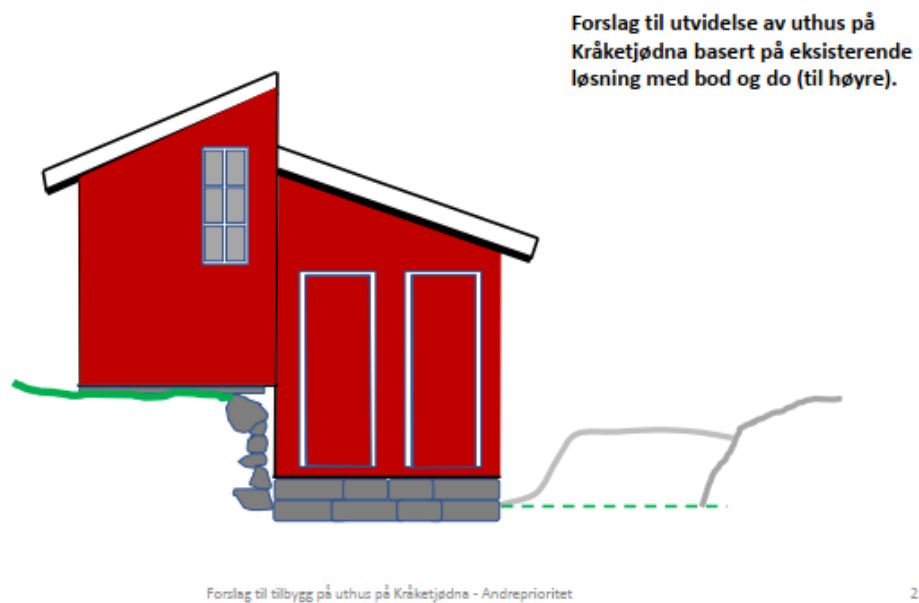 Forslag til utvidelse av uthus på
Kråketjødna basert på eksisterende
løsning med bod og do (til høyre).
Forslag til tilbygg på uthus på Kråketjødna - Andreprioritet
2